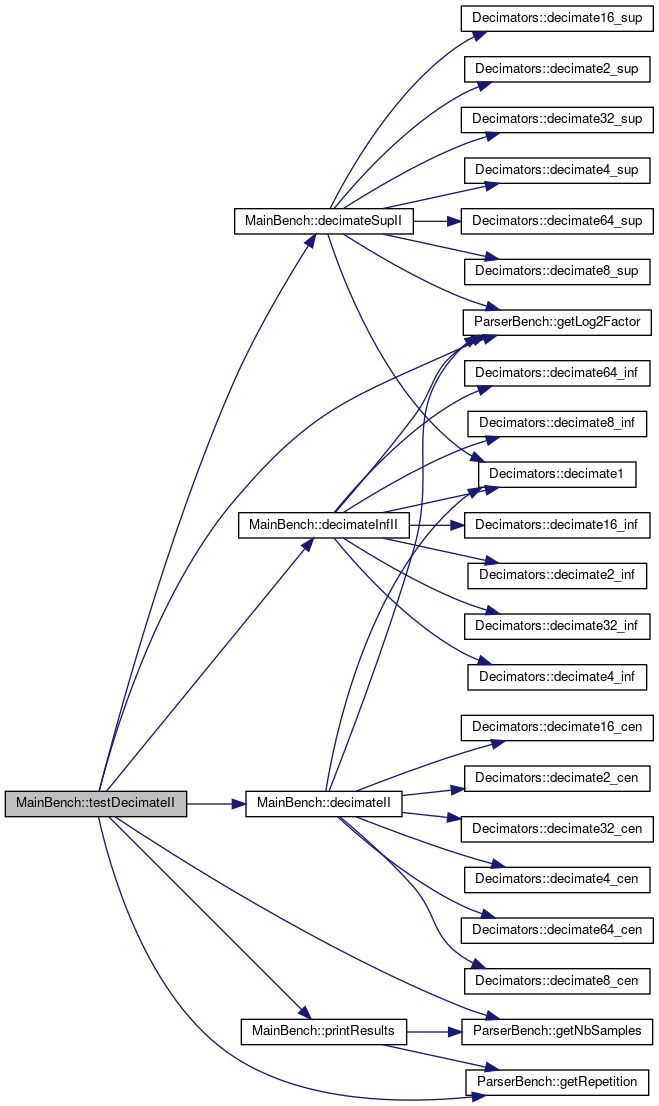 Decimators::decimate16_sup
Decimators::decimate2_sup
Decimators::decimate32_sup
Decimators::decimate4_sup
MainBench::decimateSupII
Decimators::decimate64_sup
Decimators::decimate8_sup
ParserBench::getLog2Factor
Decimators::decimate64_inf
Decimators::decimate8_inf
Decimators::decimate1
MainBench::decimateInfII
Decimators::decimate16_inf
Decimators::decimate2_inf
Decimators::decimate32_inf
Decimators::decimate4_inf
Decimators::decimate16_cen
Decimators::decimate2_cen
MainBench::testDecimateII
MainBench::decimateII
Decimators::decimate32_cen
Decimators::decimate4_cen
Decimators::decimate64_cen
Decimators::decimate8_cen
MainBench::printResults
ParserBench::getNbSamples
ParserBench::getRepetition